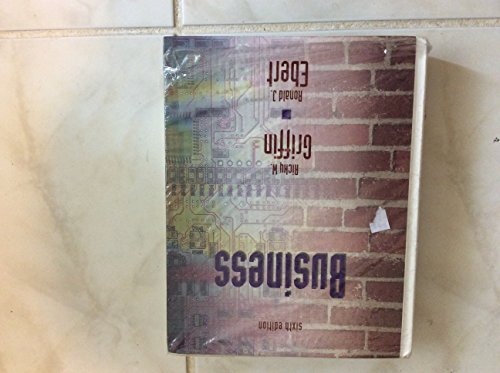 sixth edition
Business
Ricky W.
Griffin
Ronald J.
Ebert